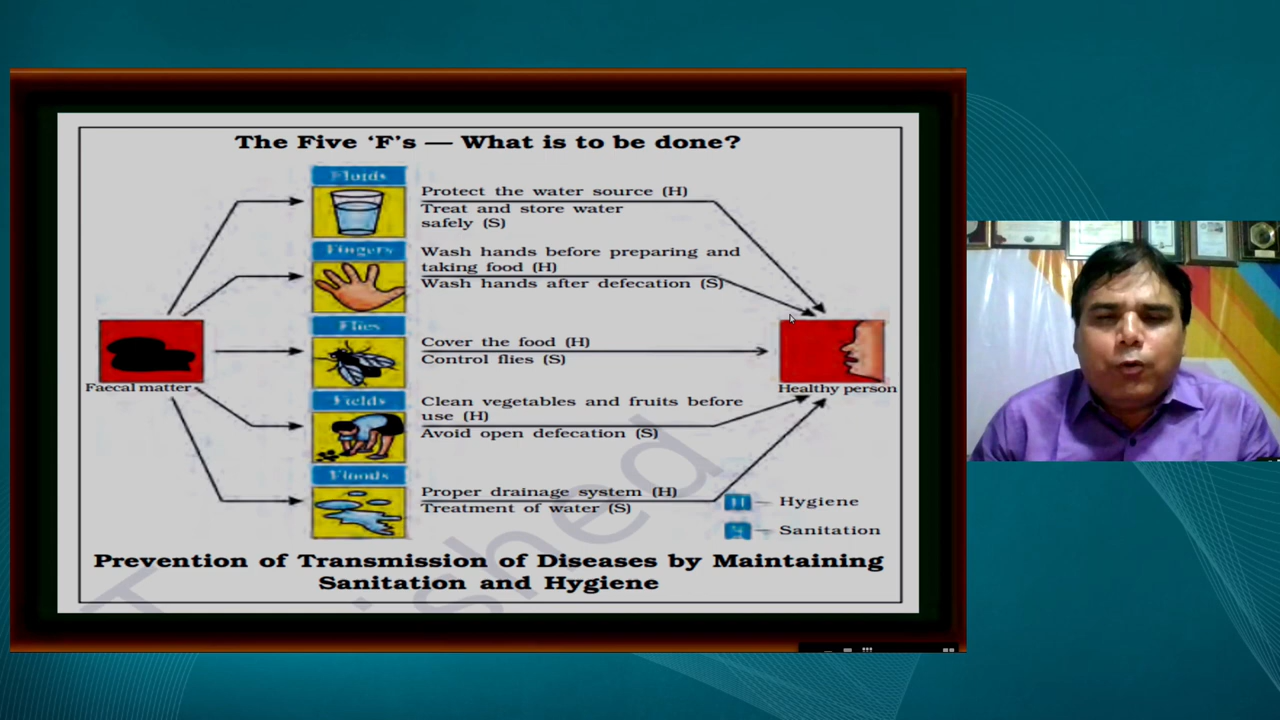 The Five ‘F’s — What is to be done?
Fluids
Protect the water source (H)
Treat and store water
safely (S)
Fingers
Wash hands before preparing and
taking food (H)
Wash hands after defecation (S)
Flies
Cover the food (H)
Control flies (S)
Faecal matter
Healthy person
Fields
Clean vegetables and fruits before
use (H)
Avoid open defecation (S)
Floods
Proper drainage system (H)
Treatment of water (S)
H — Hygiene
S — Sanitation
Prevention of Transmission of Diseases by Maintaining
Sanitation and Hygiene